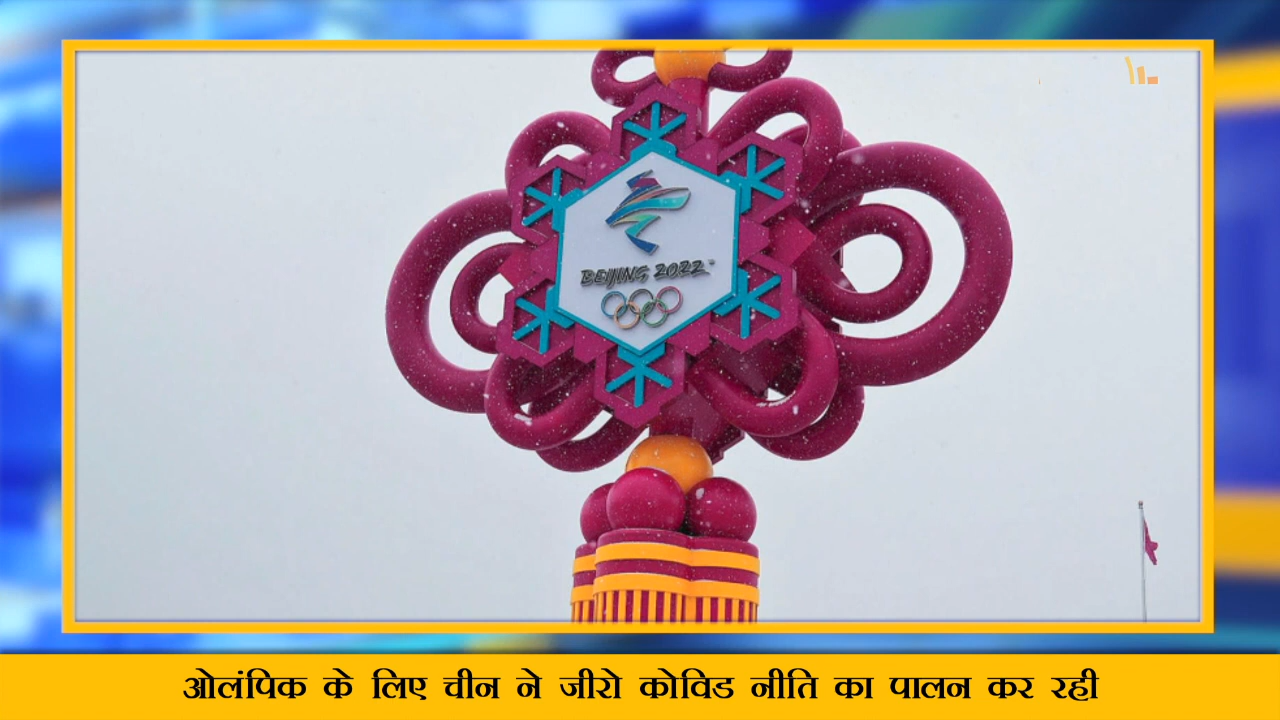 BEIJING 2022
ओलंपिक के लिए चीन ने जीरो कोविड नीति का पालन कर रही